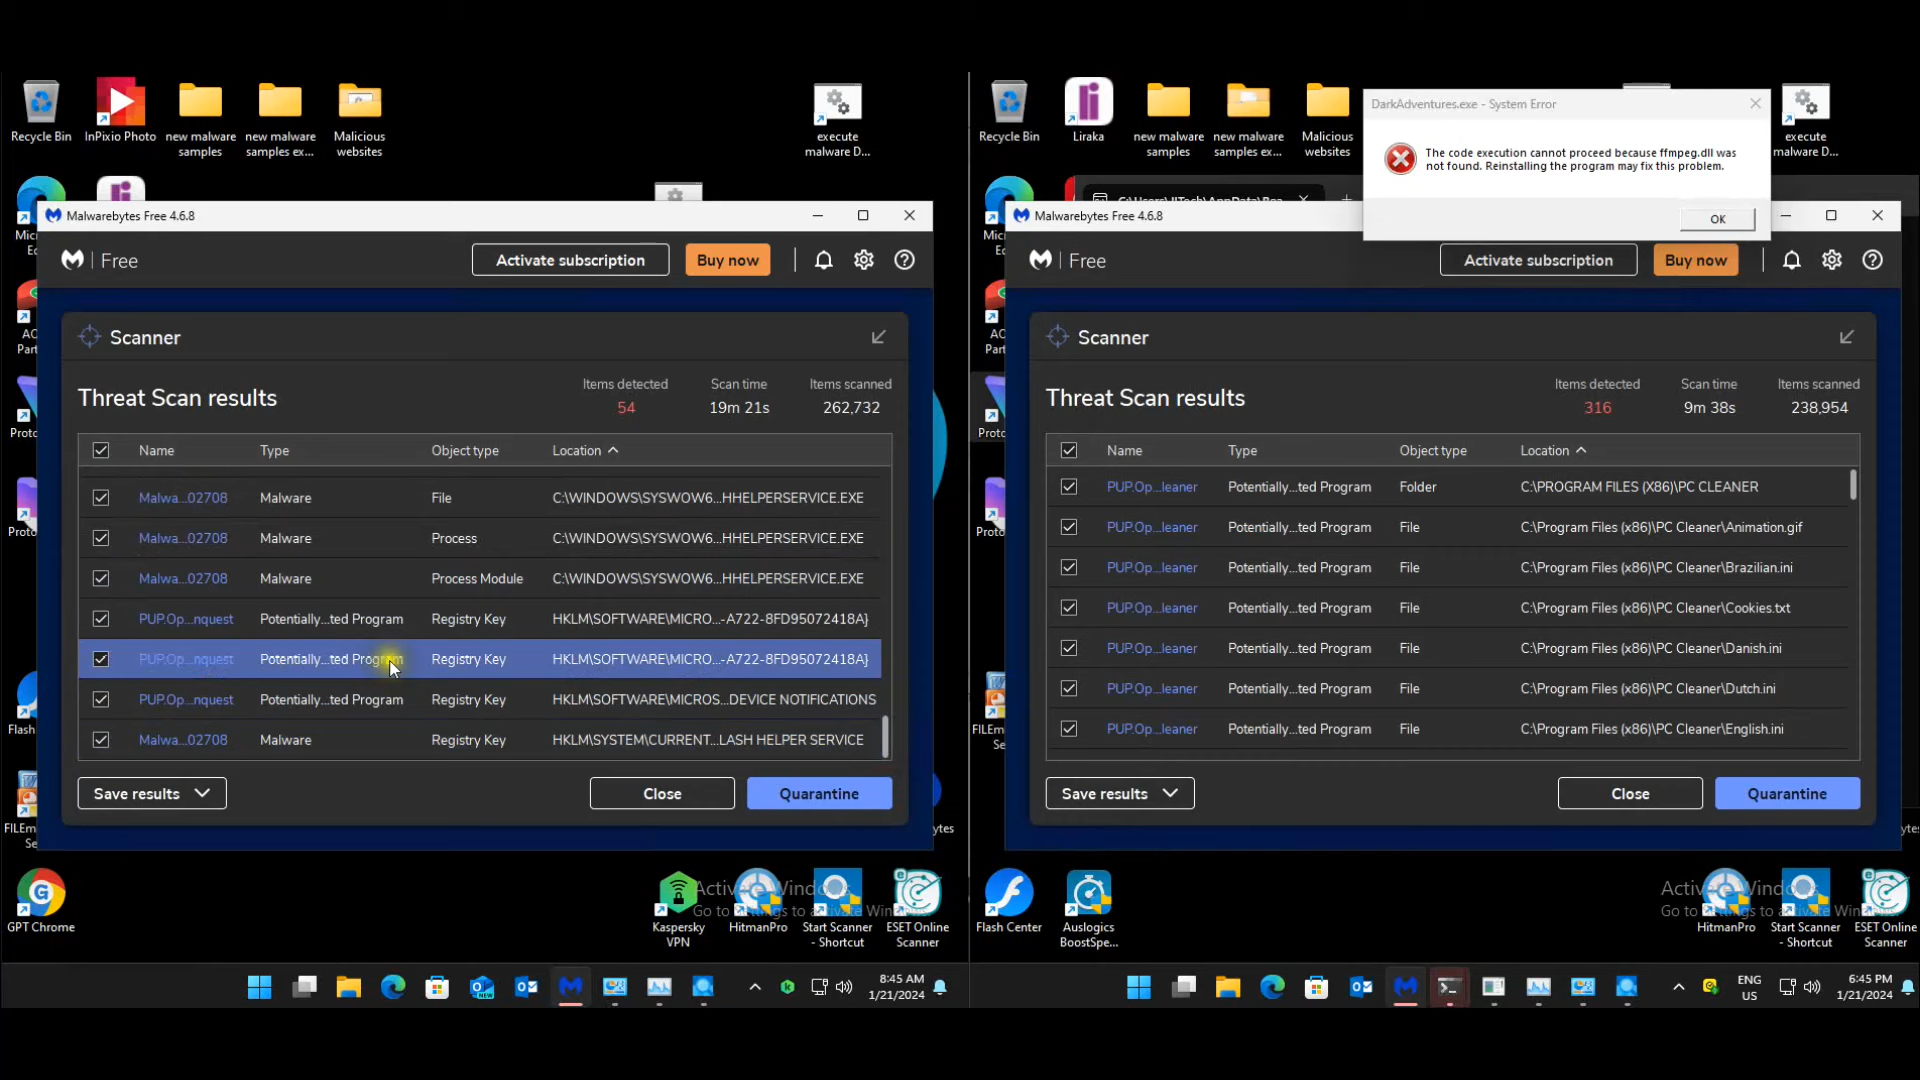 Recycle Bin
InPixio Photo
new malware
samples
new malware
samples ex...
Malicious
websites
execute
malware D...
Malwarebytes Free 4.6.8
Free
Activate subscription
Buy now
Scanner
Threat Scan results
Items detected
54
Scan time
19m 21s
Items scanned
262,732
Name
Type
Object type
Location
Malwa...02708
Malware
File
C:\WINDOWS\SYSWOW6...HHELPERSERVICE.EXE
Malwa...02708
Malware
Process
C:\WINDOWS\SYSWOW6...HHELPERSERVICE.EXE
Malwa...02708
Malware
Process Module
C:\WINDOWS\SYSWOW6...HHELPERSERVICE.EXE
PUP.Op...nquest
Potentially...ted Program
Registry Key
HKLM\SOFTWARE\MICRO...-A722-8FD95072418A}
PUP.Op...nquest
Potentially...ted Program
Registry Key
HKLM\SOFTWARE\MICRO...-A722-8FD95072418A}
PUP.Op...nquest
Potentially...ted Program
Registry Key
HKLM\SOFTWARE\MICROS...DEVICE NOTIFICATIONS
Malwa...02708
Malware
Registry Key
HKLM\SYSTEM\CURRENT...LASH HELPER SERVICE
Save results
Close
Quarantine
GPT Chrome
Kaspersky
VPN
HitmanPro
Start Scanner
- Shortcut
ESET Online
Scanner
Activate Windows
Go to Settings to activate Win
8:45 AM
1/21/2024
Recycle Bin
Liraka
new malware
samples
new malware
samples ex...
Malicious
websites
execute
malware D...
DarkAdventures.exe - System Error
The code execution cannot proceed because ffmpeg.dll was
not found. Reinstalling the program may fix this problem.
OK
Malwarebytes Free 4.6.8
Free
Activate subscription
Buy now
Scanner
Threat Scan results
Items detected
316
Scan time
9m 38s
Items scanned
238,954
Name
Type
Object type
Location
PUP.Op...leaner
Potentially...ted Program
Folder
C:\PROGRAM FILES (X86)\PC CLEANER
PUP.Op...leaner
Potentially...ted Program
File
C:\Program Files (x86)\PC Cleaner\Animation.gif
PUP.Op...leaner
Potentially...ted Program
File
C:\Program Files (x86)\PC Cleaner\Brazilian.ini
PUP.Op...leaner
Potentially...ted Program
File
C:\Program Files (x86)\PC Cleaner\Cookies.txt
PUP.Op...leaner
Potentially...ted Program
File
C:\Program Files (x86)\PC Cleaner\Danish.ini
PUP.Op...leaner
Potentially...ted Program
File
C:\Program Files (x86)\PC Cleaner\Dutch.ini
PUP.Op...leaner
Potentially...ted Program
File
C:\Program Files (x86)\PC Cleaner\English.ini
Save results
Close
Quarantine
Flash Center
Auslogics
BoostSpe...
HitmanPro
Start Scanner
- Shortcut
ESET Online
Scanner
Activate Windows
Go to Settings to activate Windows
ENG
US
6:45 PM
1/21/2024